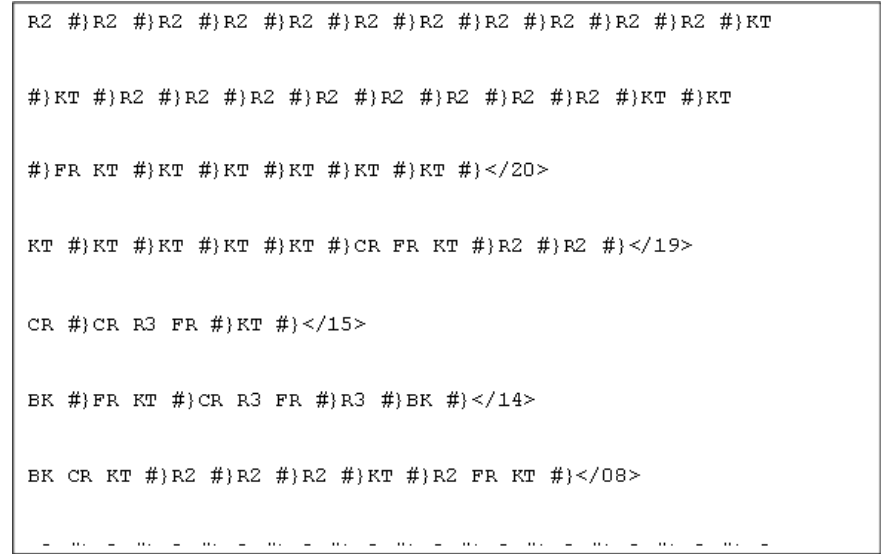 R2 #}R2 #}R2 #}R2 #}R2 #}R2 #}R2 #}R2 #}R2 #}R2 #}R2 #}KT
#}KT #}R2 #}R2 #}R2 #}R2 #}R2 #}R2 #}R2 #}R2 #}KT #}KT
#}FR KT #}KT #}KT #}KT #}KT #}KT #}</20>
KT #}KT #}KT #}KT #}KT #}CR FR KT #}R2 #}R2 #}</19>
CR #}CR R3 FR #}KT #}</15>
BK #}FR KT #}CR R3 FR #}R3 #}BK #}</14>
BK CR KT #}R2 #}R2 #}R2 #}KT #}R2 FR KT #}</08>